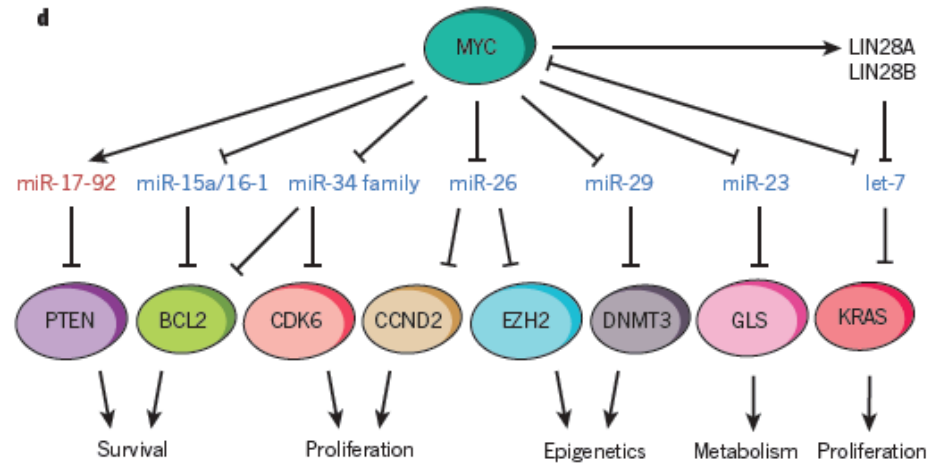 d
MYC
LIN28A
LIN28B
miR-17-92 miR-15a/16-1 miR-34 family miR-26 miR-29 miR-23 let-7
PTEN BCL2 CDK6 CCND2 EZH2 DNMT3 GLS KRAS
Survival Proliferation Epigenetics Metabolism Proliferation